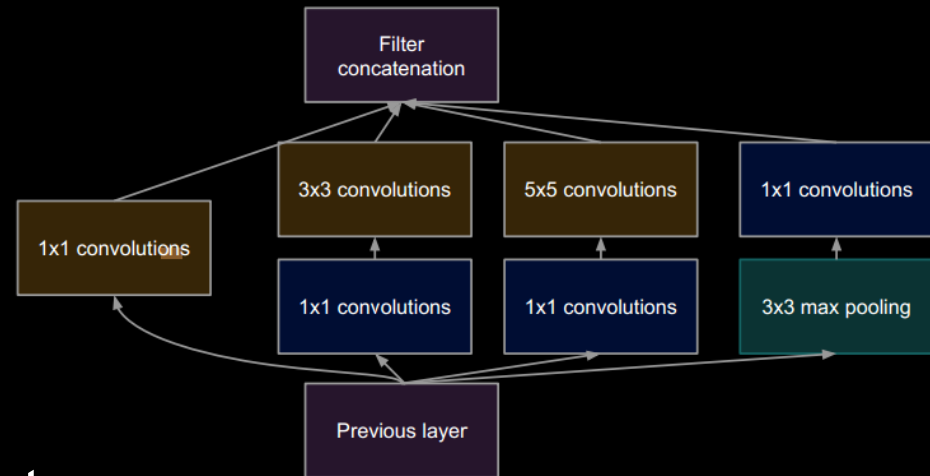 Filter
concatenation
3x3 convolutions
5x5 convolutions
1x1 convolutions
1x1 convolutions
1x1 convolutions
1x1 convolutions
3x3 max pooling
Previous layer